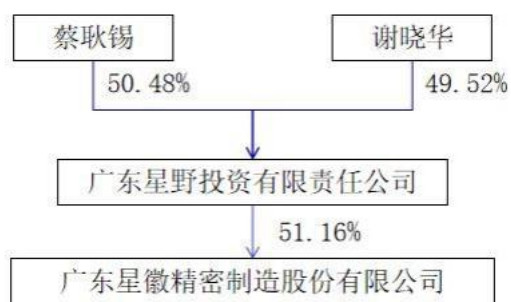 蔡耿锡 谢晓华
50.48% 49.52%
广东星野投资有限责任公司
51.16%
广东星徽精密制造股份有限公司